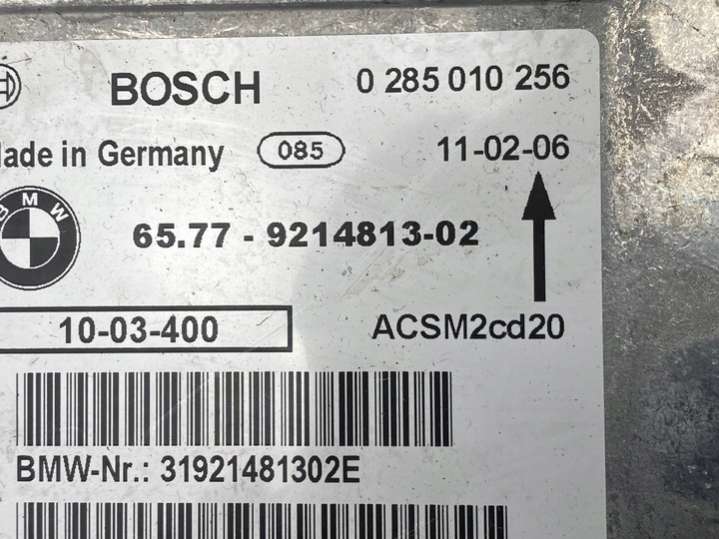 BOSCH 0 285 010 256
Made in Germany 085 11-02-06
BMW
65.77 - 9214813-02
10-03-400 ACSM2cd20
BMW-Nr.: 31921481302E